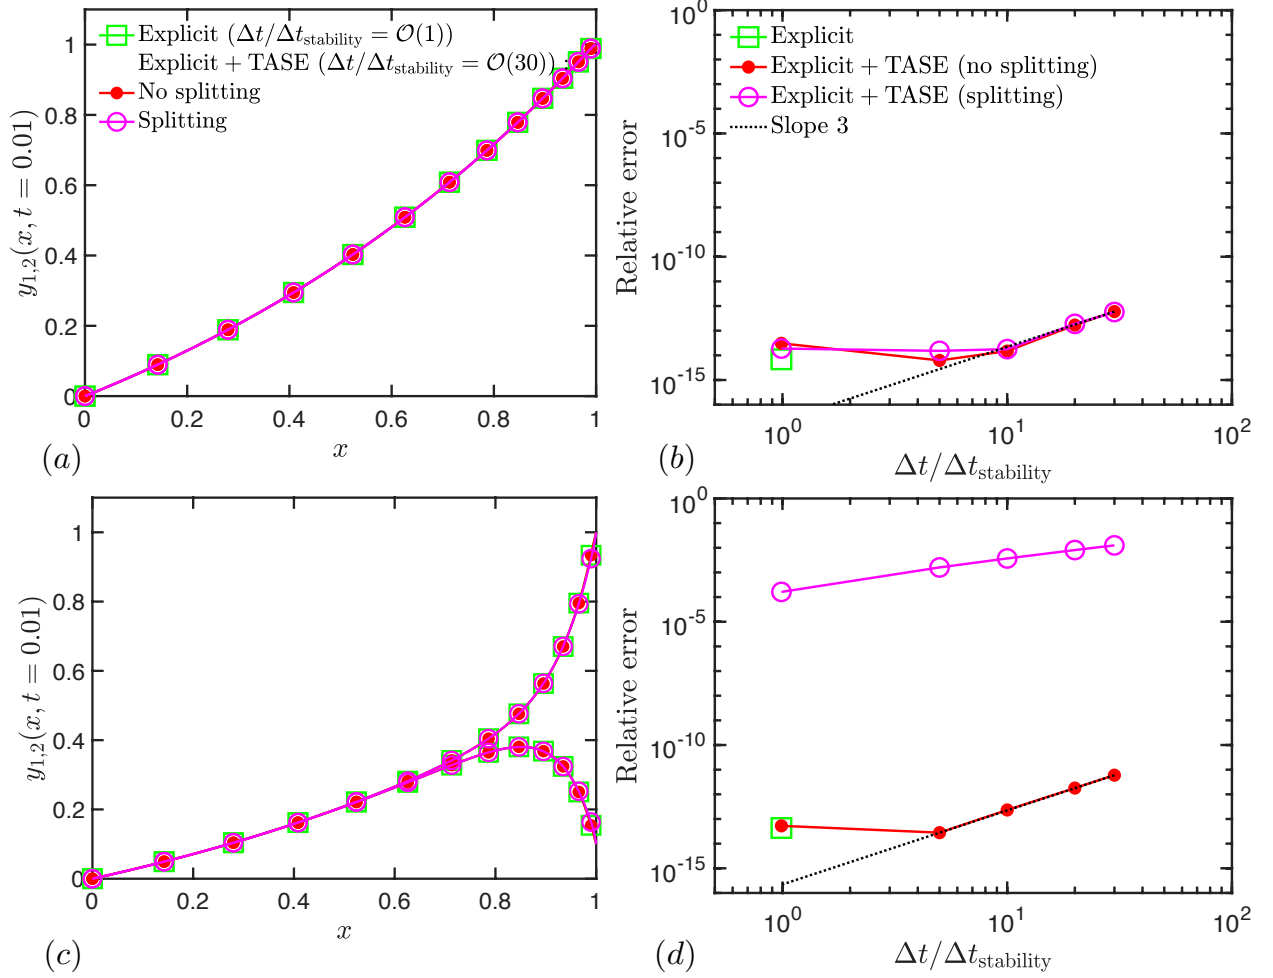 Explicit (Δt/Δt_stability = 𝒪(1))
Explicit + TASE (Δt/Δt_stability = 𝒪(30))
No splitting
Splitting
y_{1,2}(x, t = 0.01)
1
0.8
0.6
0.4
0.2
0
0 0.2 0.4 0.6 0.8 1
x
(a)
Explicit
Explicit + TASE (no splitting)
Explicit + TASE (splitting)
Slope 3
Relative error
10^0
10^-5
10^-10
10^-15
10^0 10^1 10^2
Δt/Δt_stability
(b)
y_{1,2}(x, t = 0.01)
1
0.8
0.6
0.4
0.2
0
0 0.2 0.4 0.6 0.8 1
x
(c)
Relative error
10^0
10^-5
10^-10
10^-15
10^0 10^1 10^2
Δt/Δt_stability
(d)